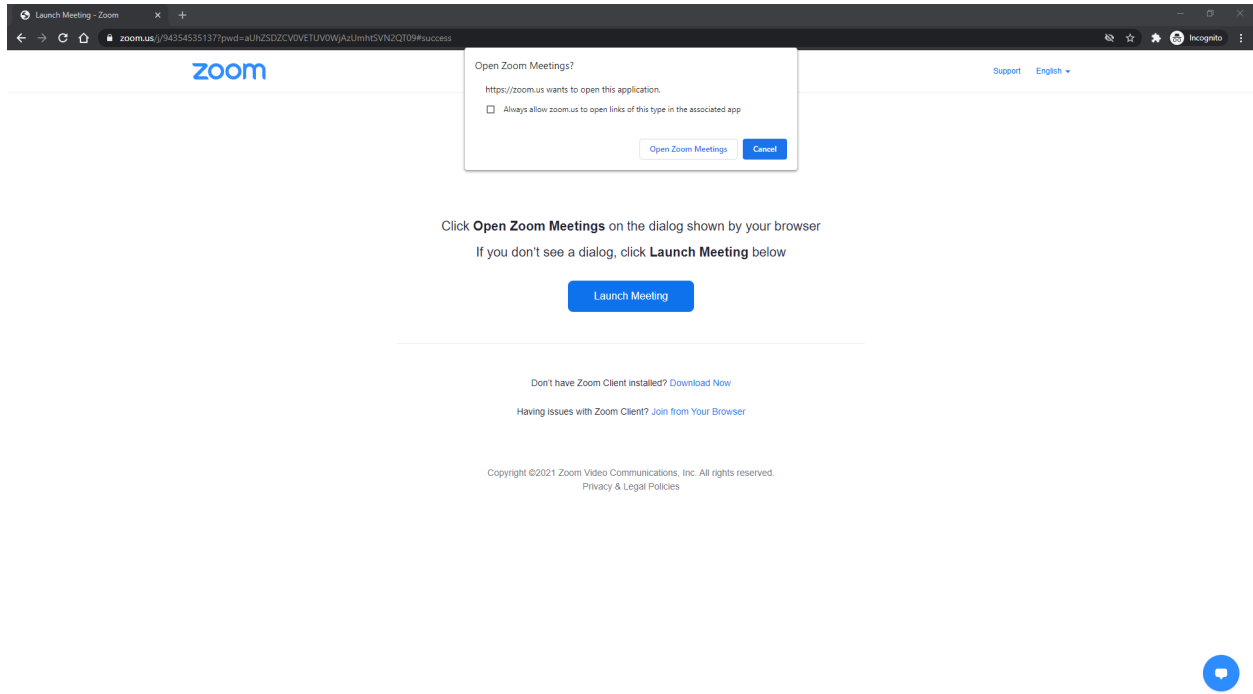 Launch Meeting - Zoom
zoom.us/j/94354535137?pwd=aUhZSDZCV0VETUV0WjAzUmhtSVN2QT09#success
Incognito
zoom
Support English
Open Zoom Meetings?
https://zoom.us wants to open this application.
Always allow zoom.us to open links of this type in the associated app
Open Zoom Meetings Cancel
Click Open Zoom Meetings on the dialog shown by your browser
If you don't see a dialog, click Launch Meeting below
Launch Meeting
Don't have Zoom Client installed? Download Now
Having issues with Zoom Client? Join from Your Browser
Copyright ©2021 Zoom Video Communications, Inc. All rights reserved.
Privacy & Legal Policies